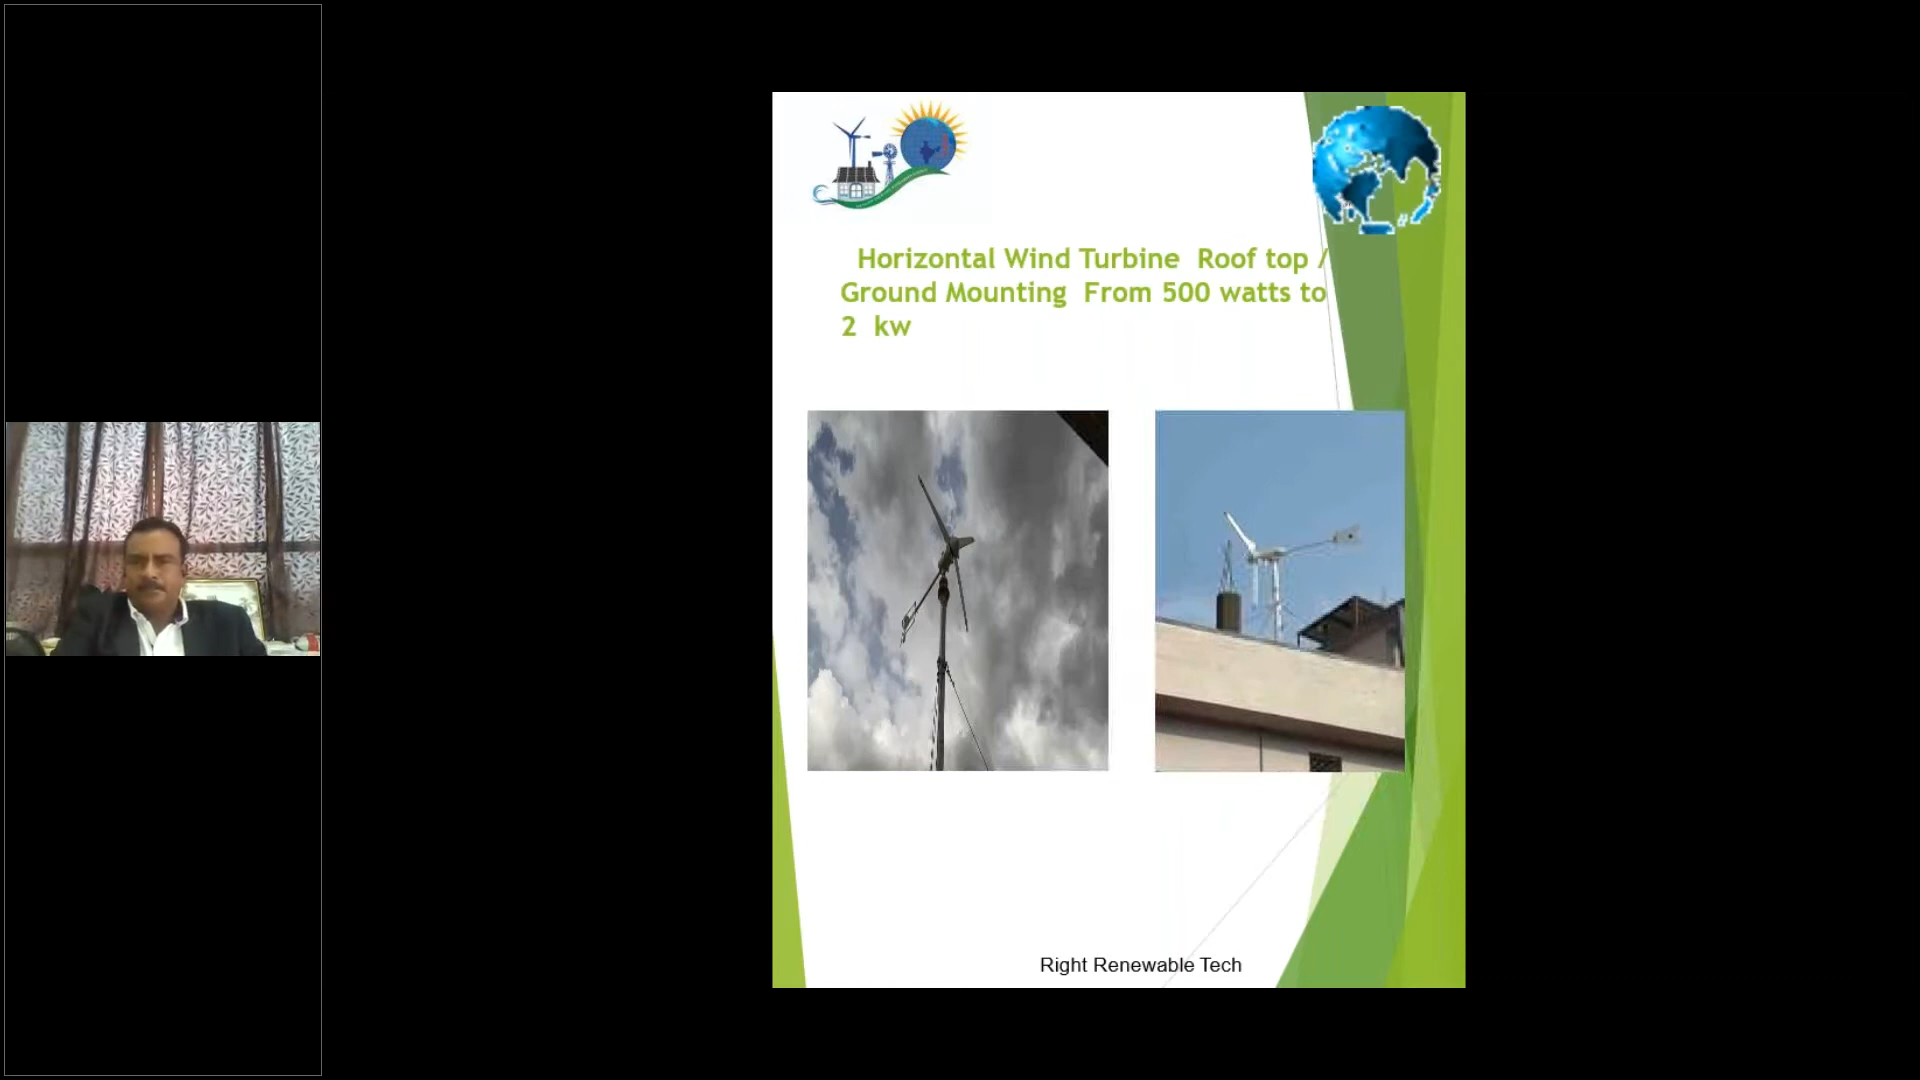 Horizontal Wind Turbine Roof top /
Ground Mounting From 500 watts to
2 kw
Right Renewable Tech